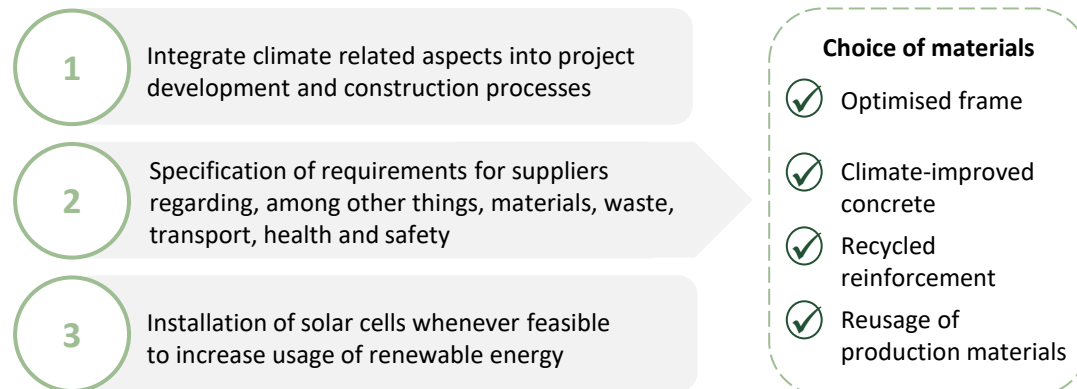 1
Integrate climate related aspects into project
development and construction processes
2
Specification of requirements for suppliers
regarding, among other things, materials, waste,
transport, health and safety
3
Installation of solar cells whenever feasible
to increase usage of renewable energy
Choice of materials
Optimised frame
Climate-improved
concrete
Recycled
reinforcement
Reusage of
production materials